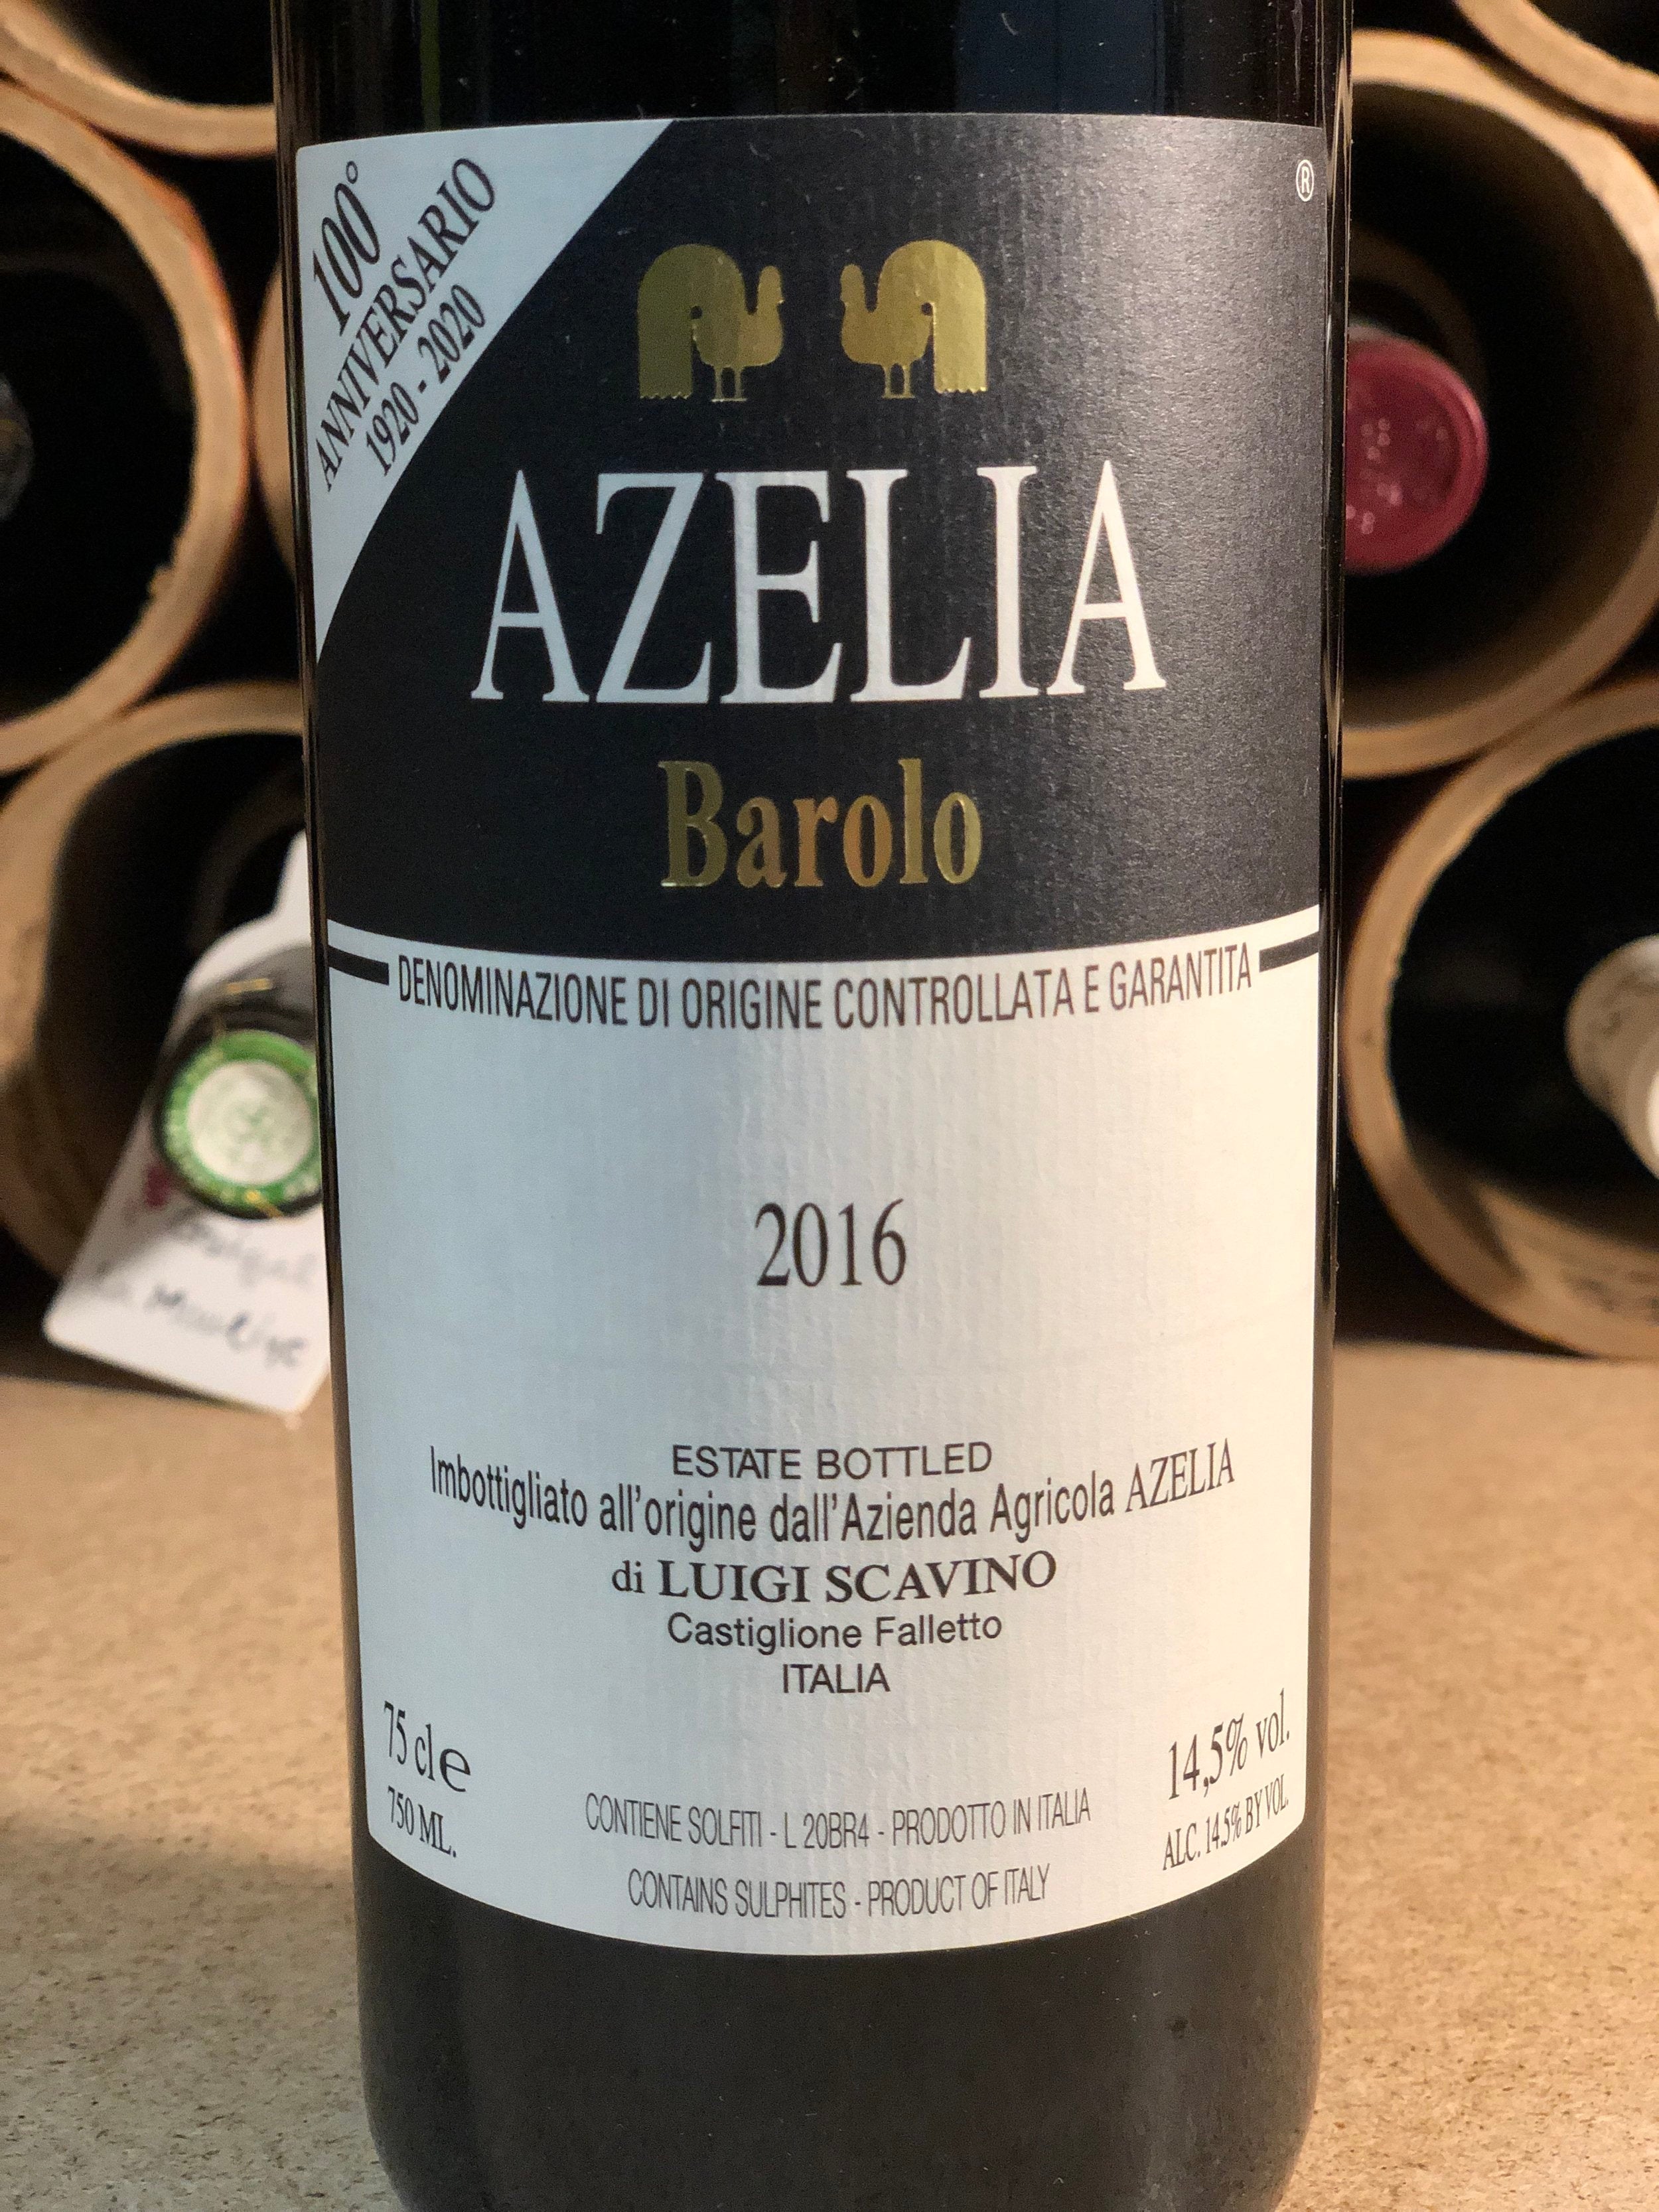 100°
ANNIVERSARIO
1920 - 2020
®
AZELIA
Barolo
DENOMINAZIONE DI ORIGINE CONTROLLATA E GARANTITA
2016
ESTATE BOTTLED
Imbottigliato all'origine dall'Azienda Agricola AZELIA
di LUIGI SCAVINO
Castiglione Falletto
ITALIA
75 cl e
750 ML.
14,5% vol.
ALC. 14.5% BY VOL.
CONTIENE SOLFITI - L 20BR4 - PRODOTTO IN ITALIA
CONTAINS SULPHITES - PRODUCT OF ITALY